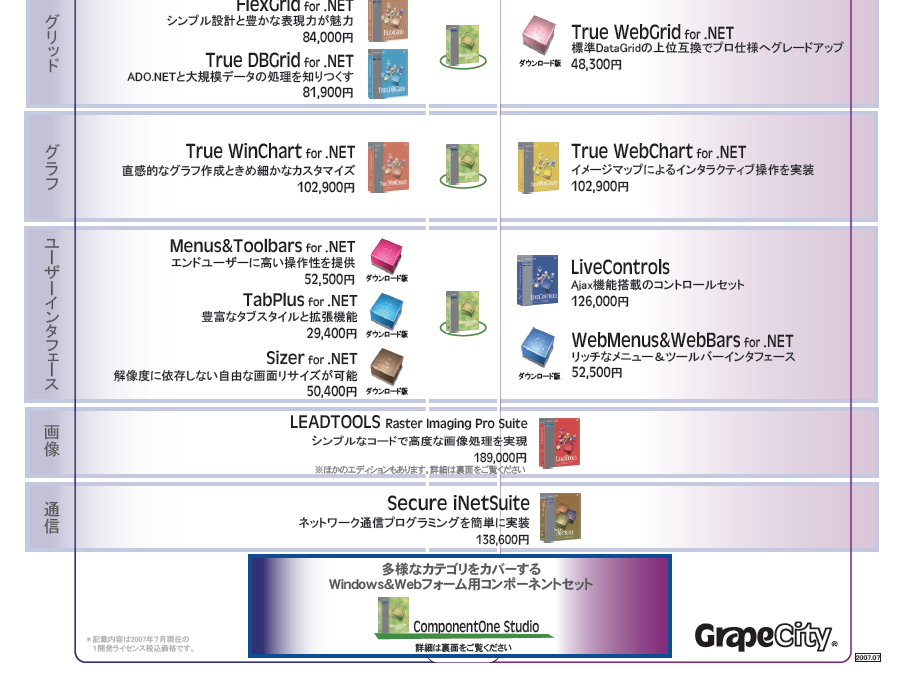 グリッド
FlexGrid for .NET
シンプル設計と豊かな表現力が魅力
84,000円
True DBGrid for .NET
ADO.NETと大規模データの処理を知りつくす
81,900円
True WebGrid for .NET
標準DataGridの上位互換でプロ仕様へグレードアップ
48,300円
ダウンロード版
グラフ
True WinChart for .NET
直感的なグラフ作成ときめ細かなカスタマイズ
102,900円
True WebChart for .NET
イメージマップによるインタラクティブ操作を実装
102,900円
ユーザーインタフェース
Menus&Toolbars for .NET
エンドユーザーに高い操作性を提供
52,500円
ダウンロード版
TabPlus for .NET
豊富なタブスタイルと拡張機能
29,400円
ダウンロード版
Sizer for .NET
解像度に依存しない自由な画面リサイズが可能
50,400円
ダウンロード版
LiveControls
Ajax機能搭載のコントロールセット
126,000円
WebMenus&WebBars for .NET
リッチなメニュー＆ツールバーインタフェース
52,500円
ダウンロード版
画像
LEADTOOLS Raster Imaging Pro Suite
シンプルなコードで高度な画像処理を実現
189,000円
※ほかのエディションもあります。詳細は裏面をご覧ください
通信
Secure iNetSuite
ネットワーク通信プログラミングを簡単に実装
138,600円
多様なカテゴリをカバーする
Windows&Webフォーム用コンポーネントセット
ComponentOne Studio
詳細は裏面をご覧ください
＊記載内容は2007年7月現在の
1開発ライセンス税込価格です。
GrapeCity®
2007.07